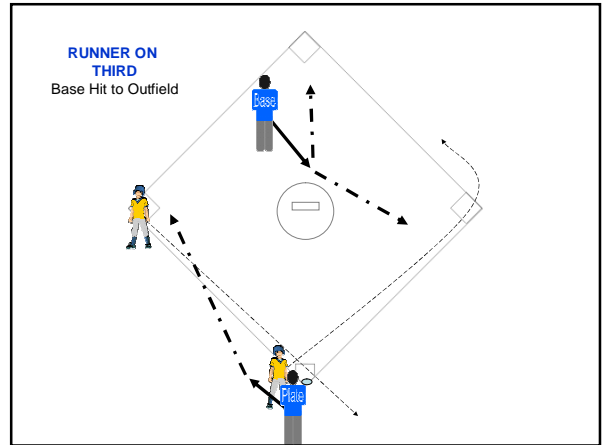 RUNNER ON
THIRD
Base Hit to Outfield
Base
Plate